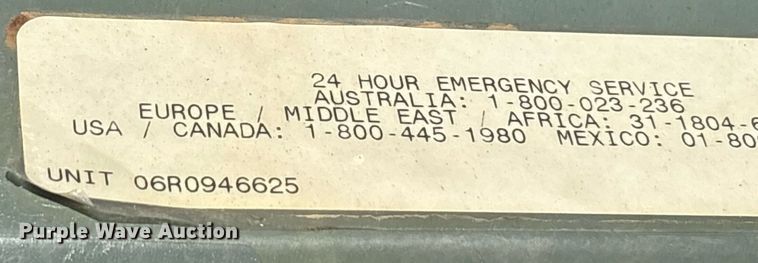 24 HOUR EMERGENCY SERVICE
AUSTRALIA: 1-800-023-236
EUROPE / MIDDLE EAST / AFRICA: 31-1804-6
USA / CANADA: 1-800-445-1980 MEXICO: 01-80
UNIT 06R0946625
Purple Wave Auction